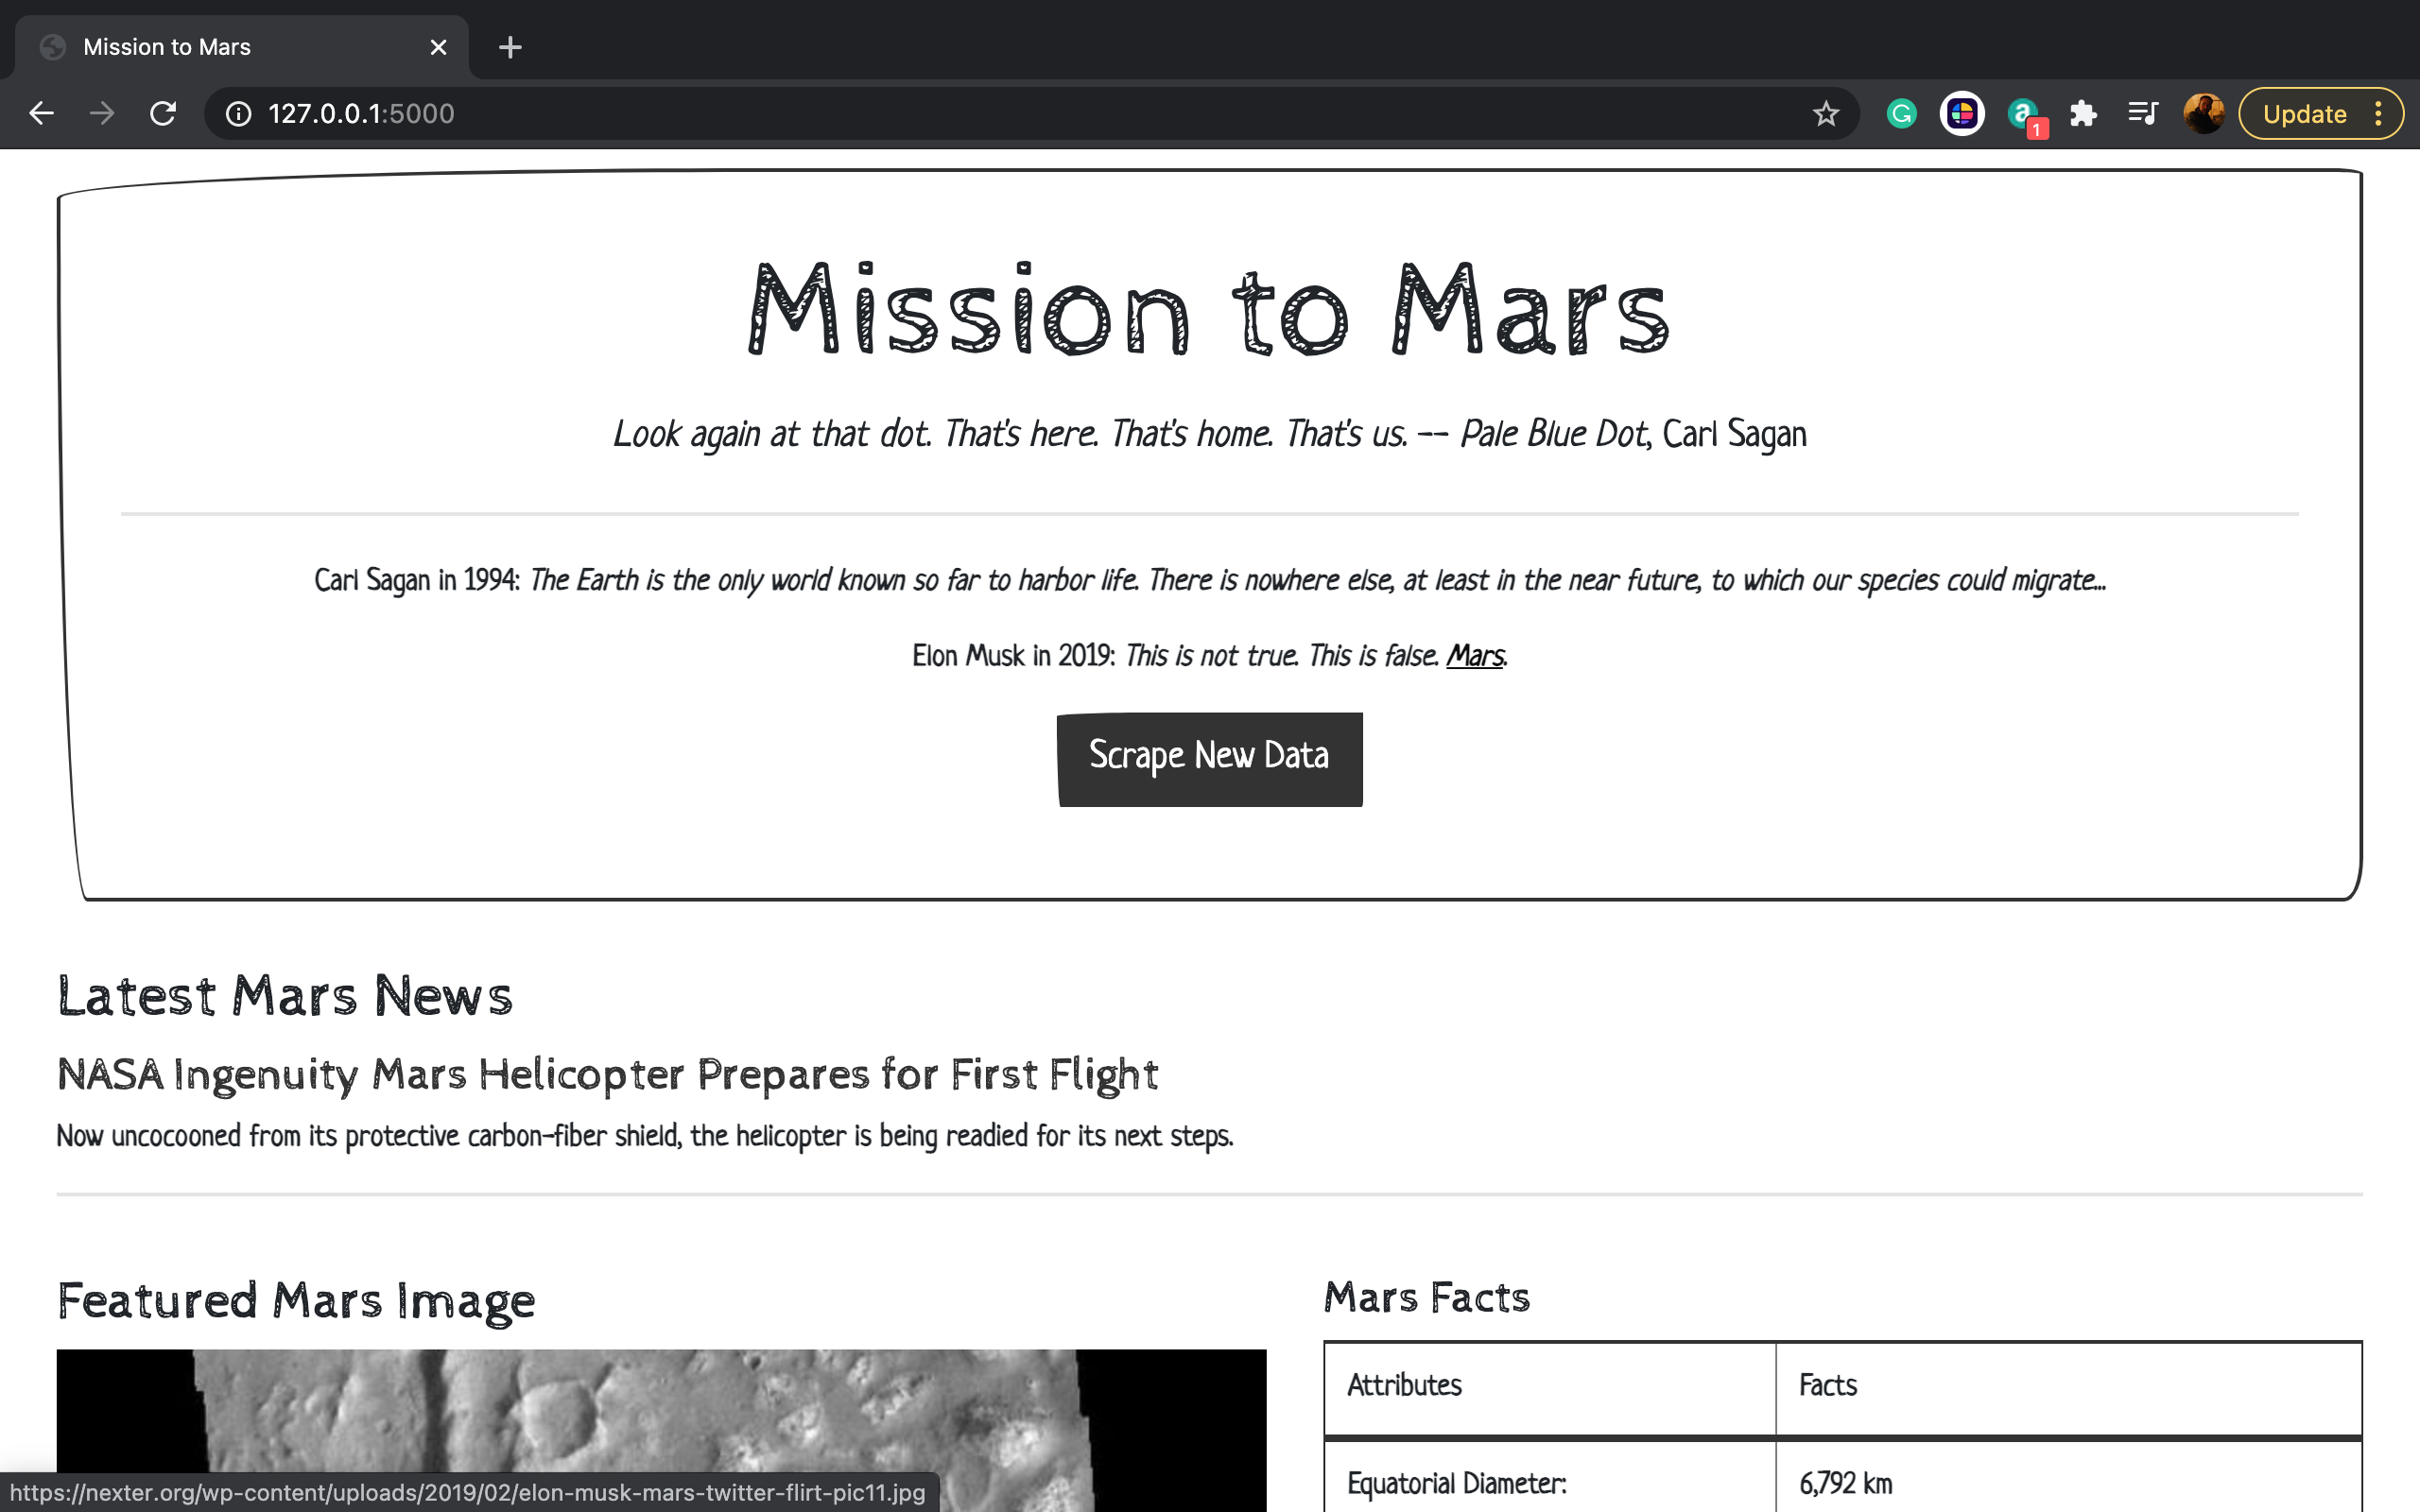 Mission to Mars
127.0.0.1:5000
1
Update
Mission to Mars
Look again at that dot. That's here. That's home. That's us. -- Pale Blue Dot, Carl Sagan
Carl Sagan in 1994: The Earth is the only world known so far to harbor life. There is nowhere else, at least in the near future, to which our species could migrate...
Elon Musk in 2019: This is not true. This is false. Mars.
Scrape New Data
Latest Mars News
NASA Ingenuity Mars Helicopter Prepares for First Flight
Now uncocooned from its protective carbon-fiber shield, the helicopter is being readied for its next steps.
Featured Mars Image
Mars Facts
Attributes Facts
Equatorial Diameter: 6,792 km
https://nexter.org/wp-content/uploads/2019/02/elon-musk-mars-twitter-flirt-pic11.jpg